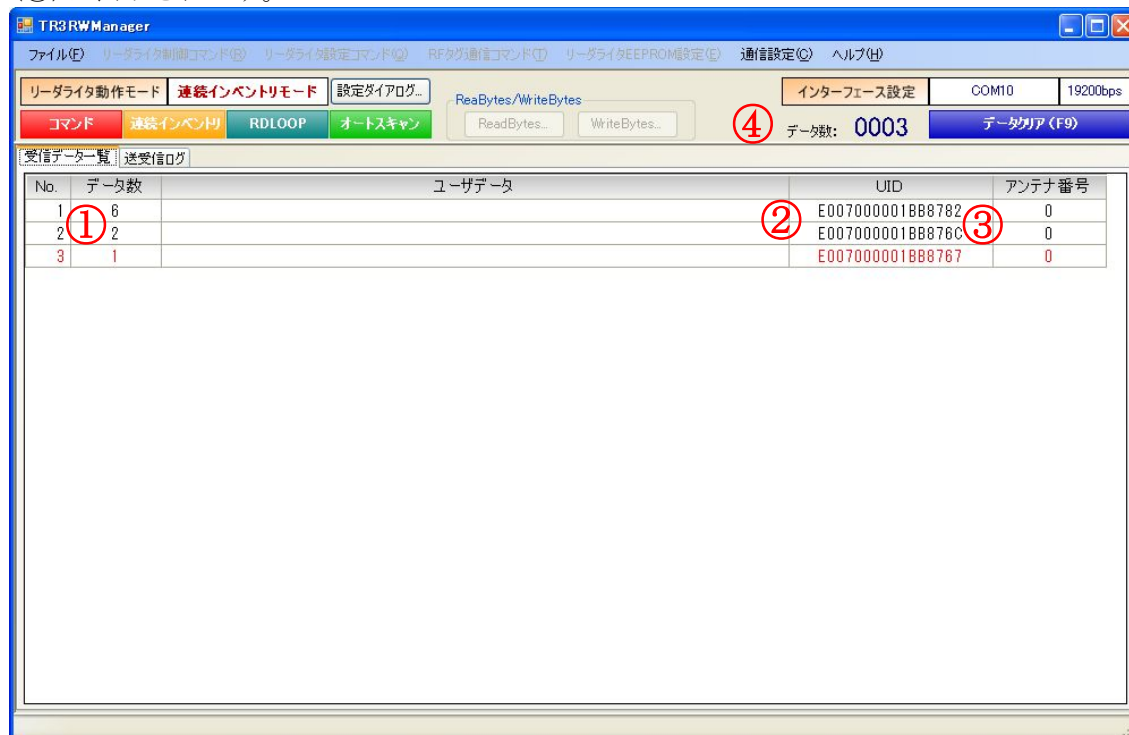 TR3RWManager
ファイル(F) リーダライタ制御コマンド(R) リーダライタ設定コマンド(Q) RFタグ通信コマンド(T) リーダライタEEPROM設定(E) 通信設定(C) ヘルプ(H)
リーダライタ動作モード 連続インベントリモード 設定ダイアログ... ReaBytes/WriteBytes インターフェース設定 COM10 19200bps
コマンド 連続インベントリ RDLOOP オートスキャン ReadBytes... WriteBytes... ④ データ数: 0003 データクリア(F9)
受信データ一覧 送受信ログ
No. データ数 ユーザデータ UID アンテナ番号
1 6 E007000001BB8782 0
① ② ③
2 2 E007000001BB876C 0
3 1 E007000001BB8767 0